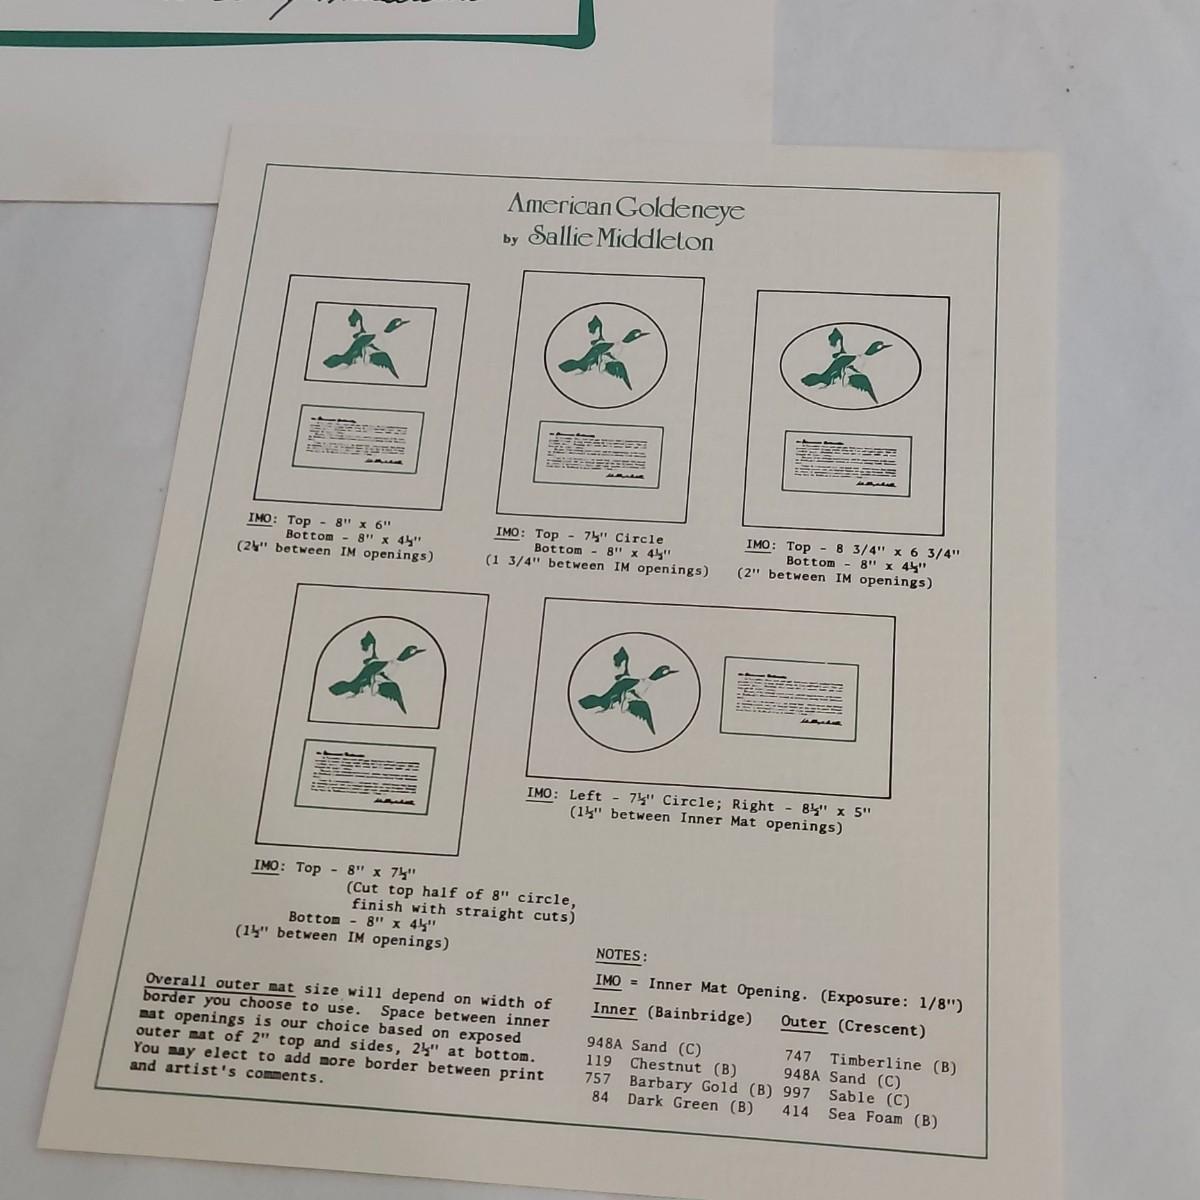 American Goldeneye
by Sallie Middleton
IMO: Top - 8" x 6"
Bottom - 8" x 4½"
(2¼" between IM openings)
IMO: Top - 7½" Circle
Bottom - 8" x 4½"
(1 3/4" between IM openings)
IMO: Top - 8 3/4" x 6 3/4"
Bottom - 8" x 4½"
(2" between IM openings)
IMO: Top - 8" x 7½"
(Cut top half of 8" circle,
finish with straight cuts)
Bottom - 8" x 4½"
(1½" between IM openings)
IMO: Left - 7½" Circle; Right - 8½" x 5"
(1½" between Inner Mat openings)
Overall outer mat size will depend on width of
border you choose to use. Space between inner
mat openings is our choice based on exposed
outer mat of 2" top and sides, 2½" at bottom.
You may elect to add more border between print
and artist's comments.
NOTES:
IMO = Inner Mat Opening. (Exposure: 1/8")
Inner (Bainbridge) Outer (Crescent)
948A Sand (C) 747 Timberline (B)
119 Chestnut (B) 948A Sand (C)
757 Barbary Gold (B) 997 Sable (C)
84 Dark Green (B) 414 Sea Foam (B)